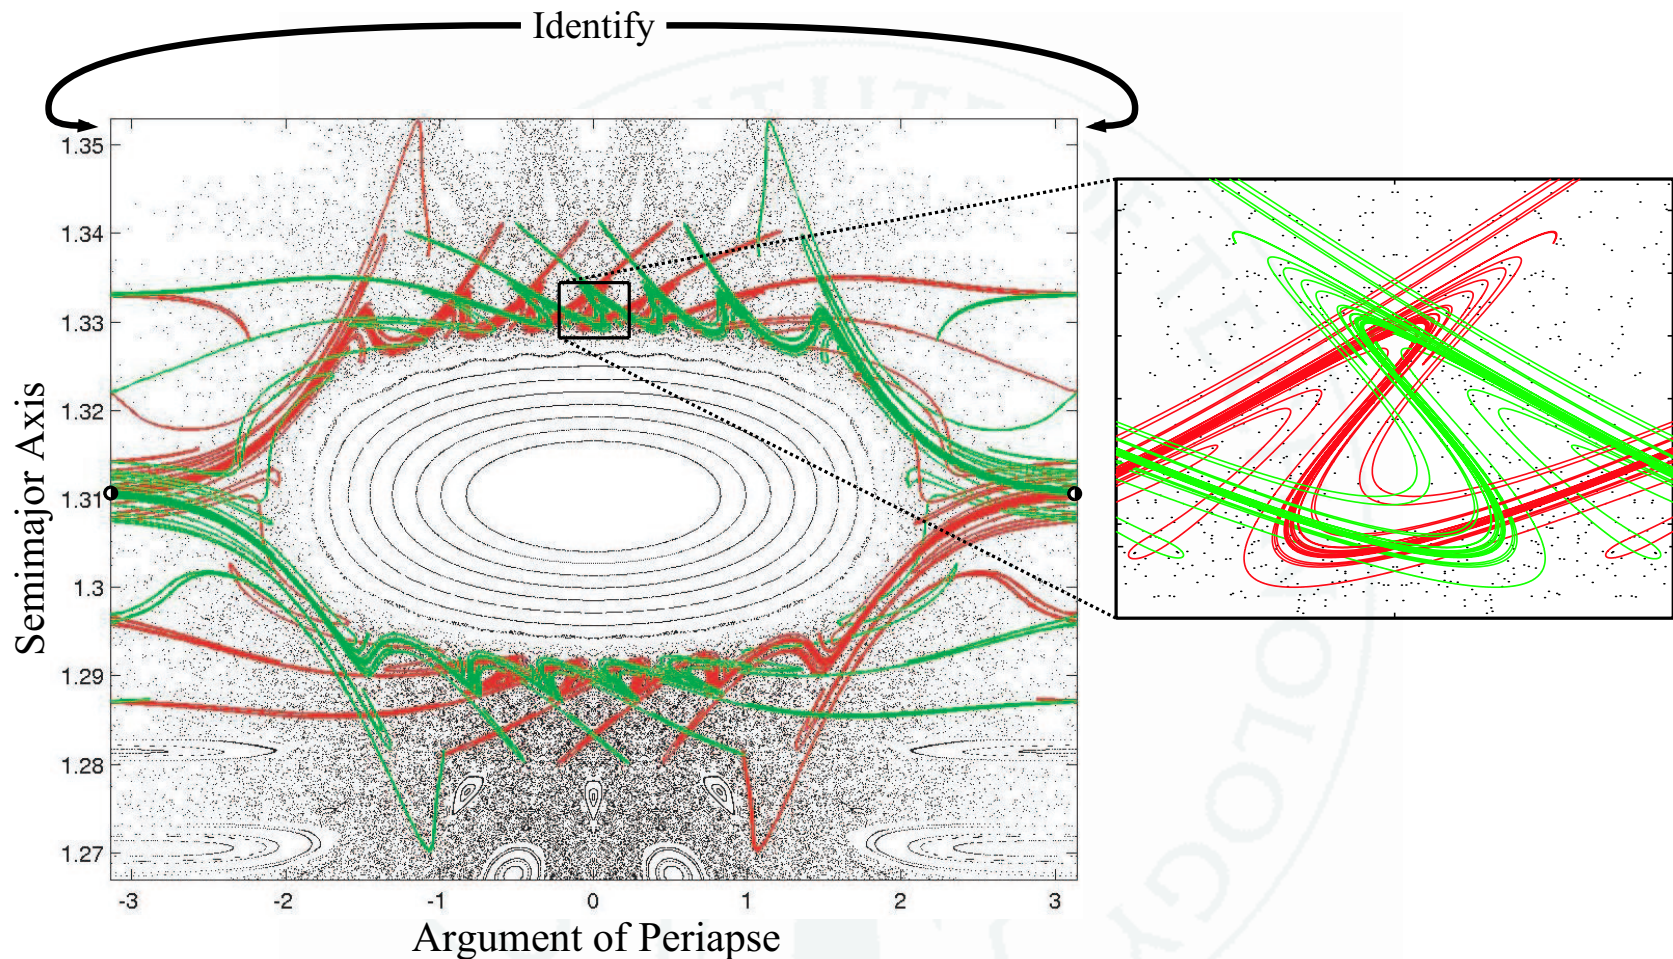 Identify
1.35
1.34
1.33
1.32
1.31
1.3
1.29
1.28
1.27
Semimajor Axis
-3 -2 -1 0 1 2 3
Argument of Periapse